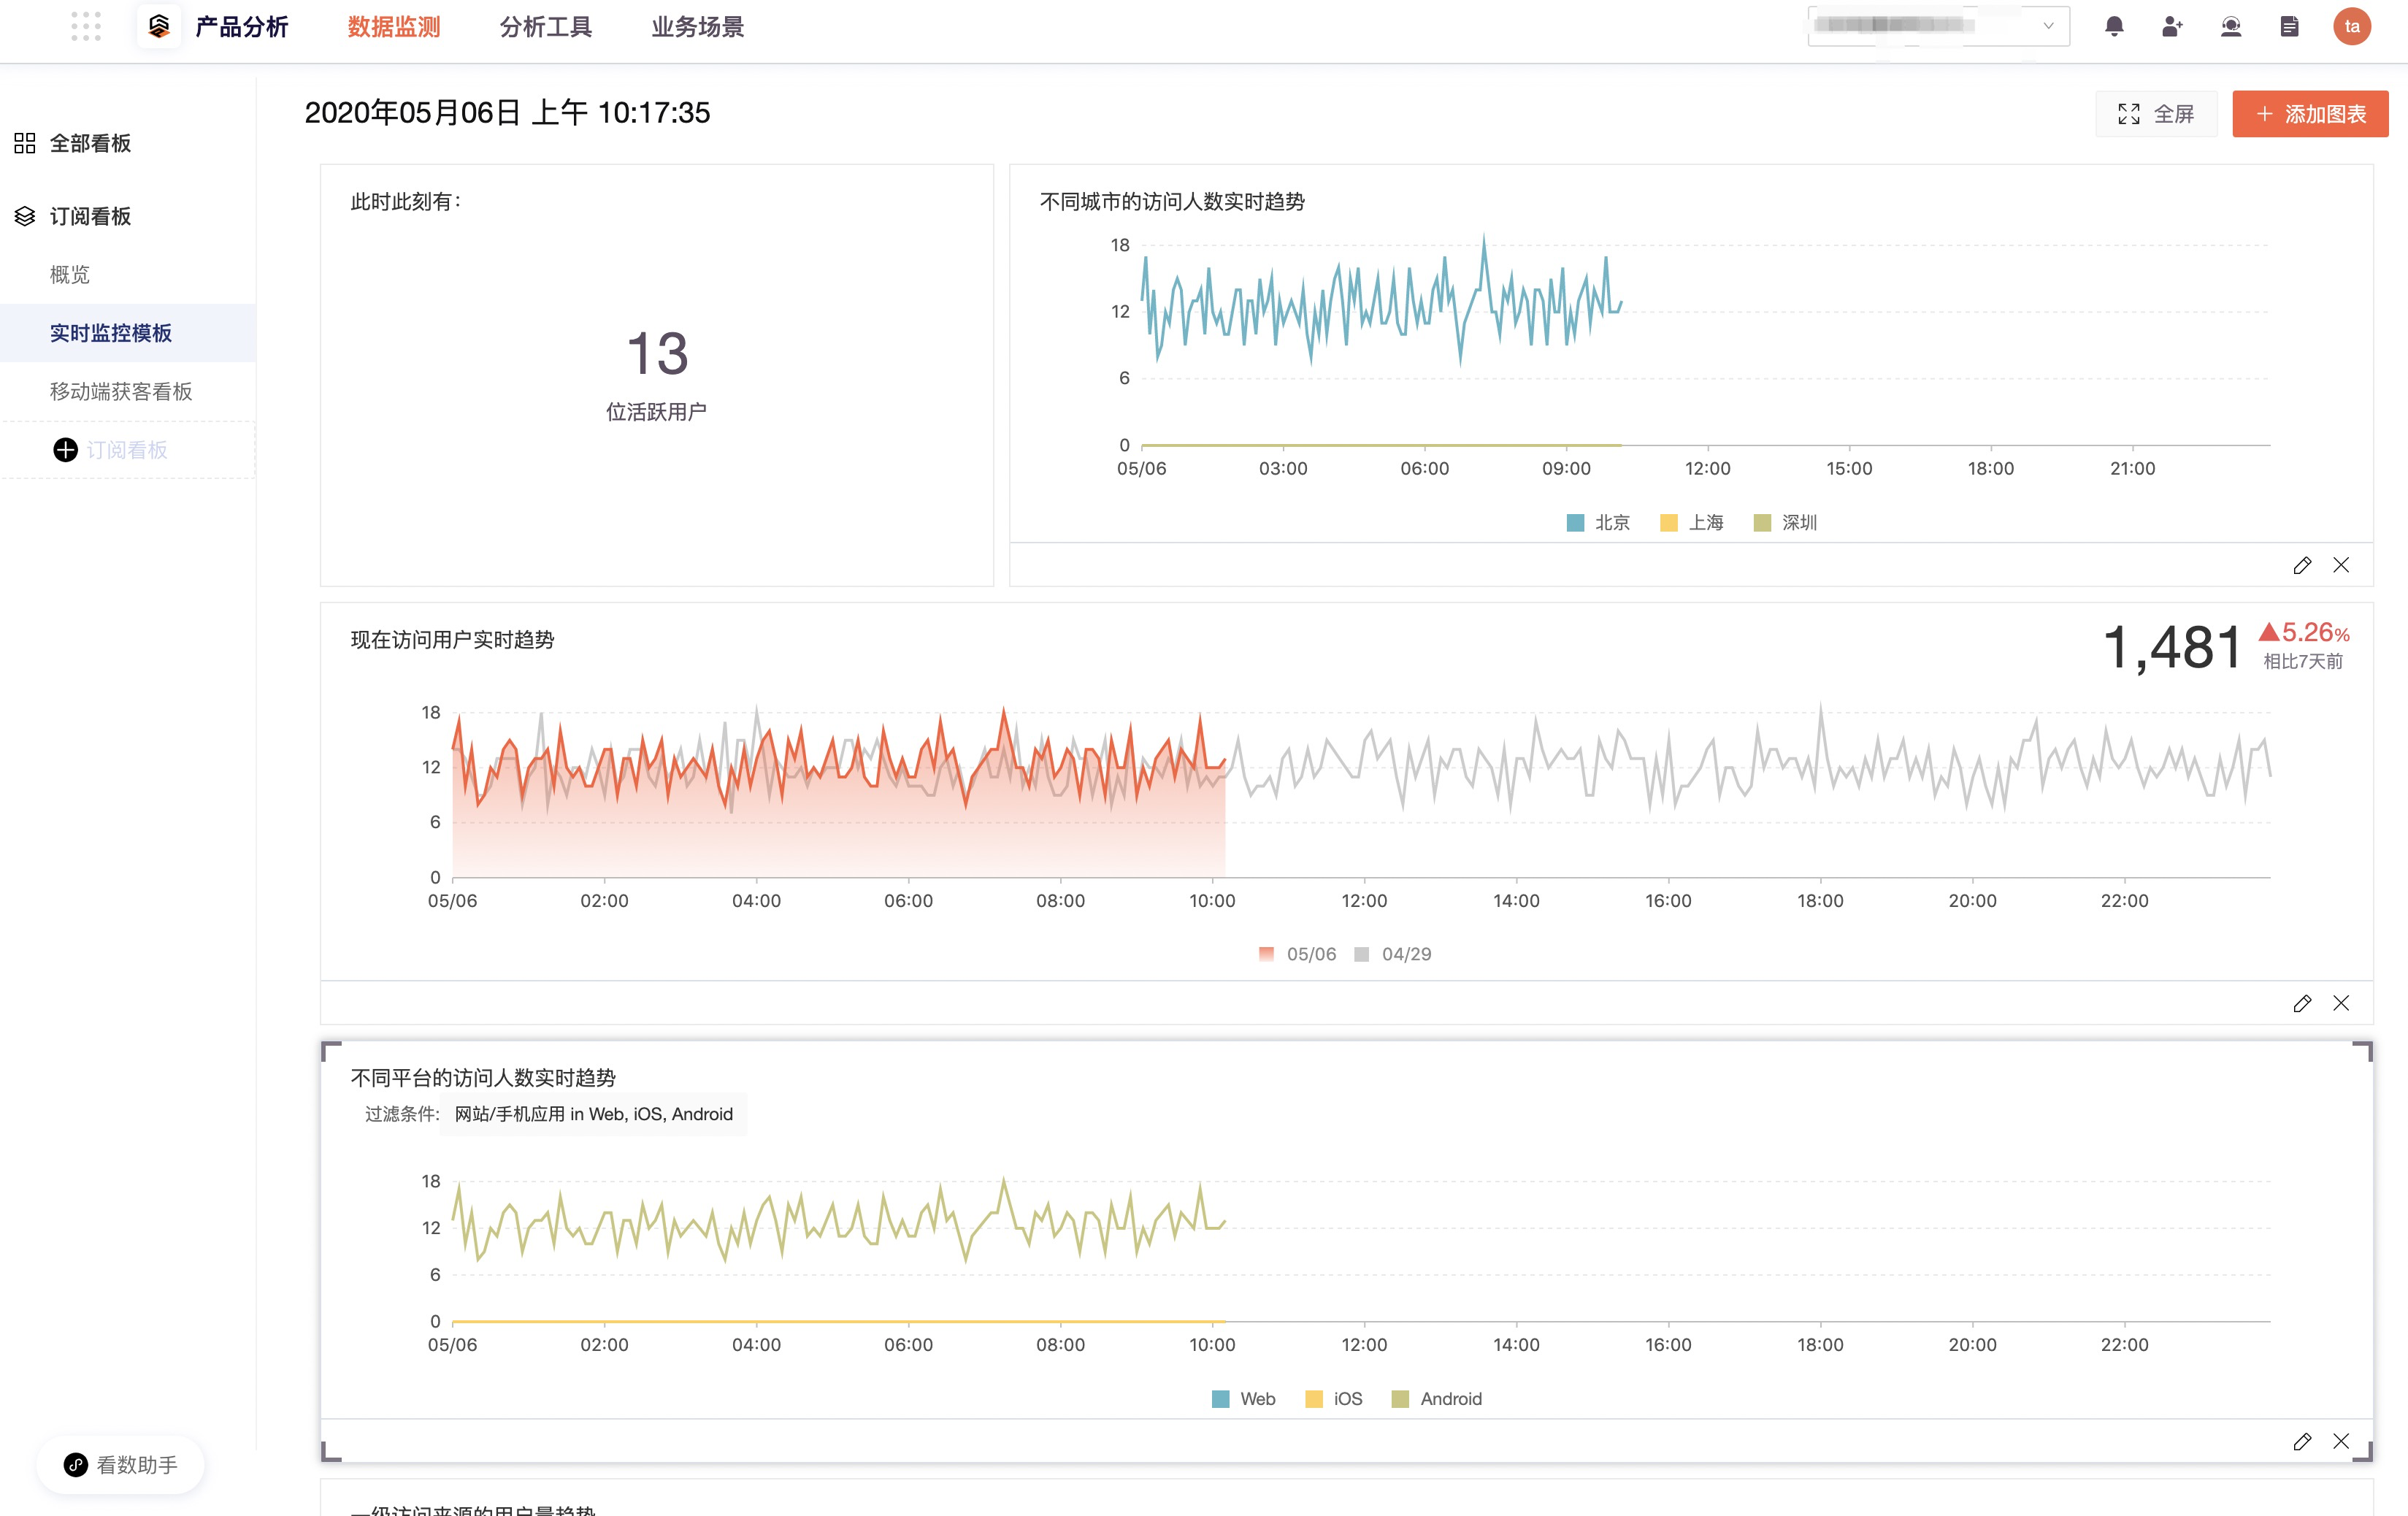 产品分析 数据监测 分析工具 业务场景 ta
2020年05月06日 上午 10:17:35 全屏 添加图表
全部看板
订阅看板
概览
实时监控模板
移动端获客看板
订阅看板
看数助手
此时此刻有：
13
位活跃用户
不同城市的访问人数实时趋势
18
12
6
0
05/06 03:00 06:00 09:00 12:00 15:00 18:00 21:00
北京 上海 深圳
现在访问用户实时趋势
1,481 ▲5.26%
相比7天前
18
12
6
0
05/06 02:00 04:00 06:00 08:00 10:00 12:00 14:00 16:00 18:00 20:00 22:00
05/06 04/29
不同平台的访问人数实时趋势
过滤条件: 网站/手机应用 in Web, iOS, Android
18
12
6
0
05/06 02:00 04:00 06:00 08:00 10:00 12:00 14:00 16:00 18:00 20:00 22:00
Web iOS Android
一级访问来源的用户量趋势